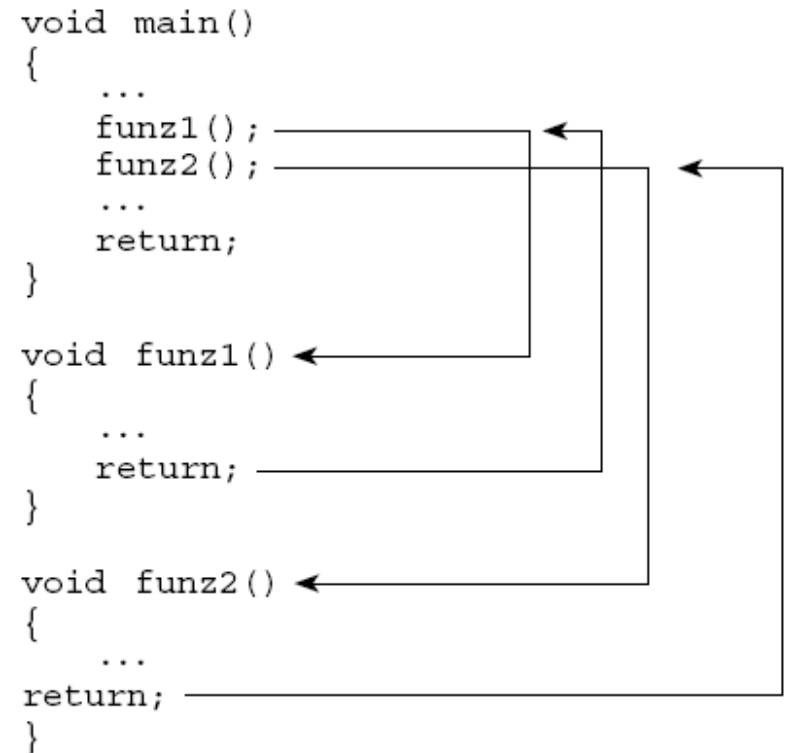 void main()
{
...
funz1();
funz2();
...
return;
}
void funz1()
{
...
return;
}
void funz2()
{
...
return;
}